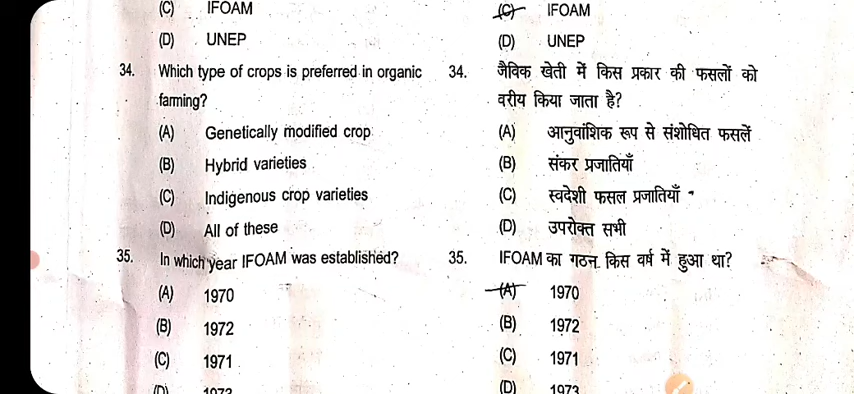 (C) IFOAM
(D) UNEP
34. Which type of crops is preferred in organic
farming?
(A) Genetically modified crop
(B) Hybrid varieties
(C) Indigenous crop varieties
(D) All of these
35. In which year IFOAM was established?
(A) 1970
(B) 1972
(C) 1971
(D) 1973
(C) IFOAM
(D) UNEP
34. जैविक खेती में किस प्रकार की फसलों को
वरीय किया जाता है?
(A) आनुवांशिक रूप से संशोधित फसलें
(B) संकर प्रजातियाँ
(C) स्वदेशी फसल प्रजातियाँ
(D) उपरोक्त सभी
35. IFOAM का गठन किस वर्ष में हुआ था?
(A) 1970
(B) 1972
(C) 1971
(D) 1973